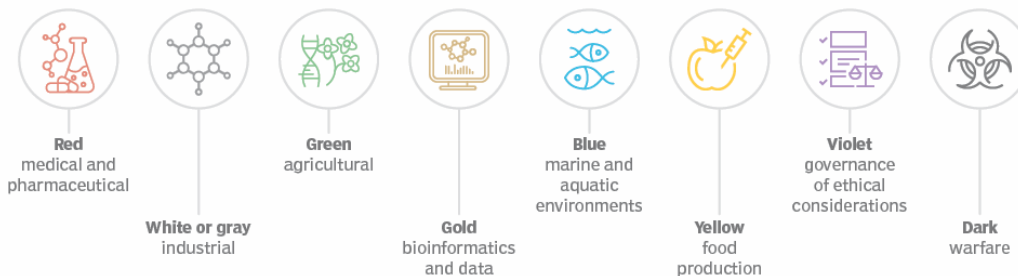 Red
medical and
pharmaceutical
White or gray
industrial
Green
agricultural
Gold
bioinformatics
and data
Blue
marine and
aquatic
environments
Yellow
food
production
Violet
governance
of ethical
considerations
Dark
warfare